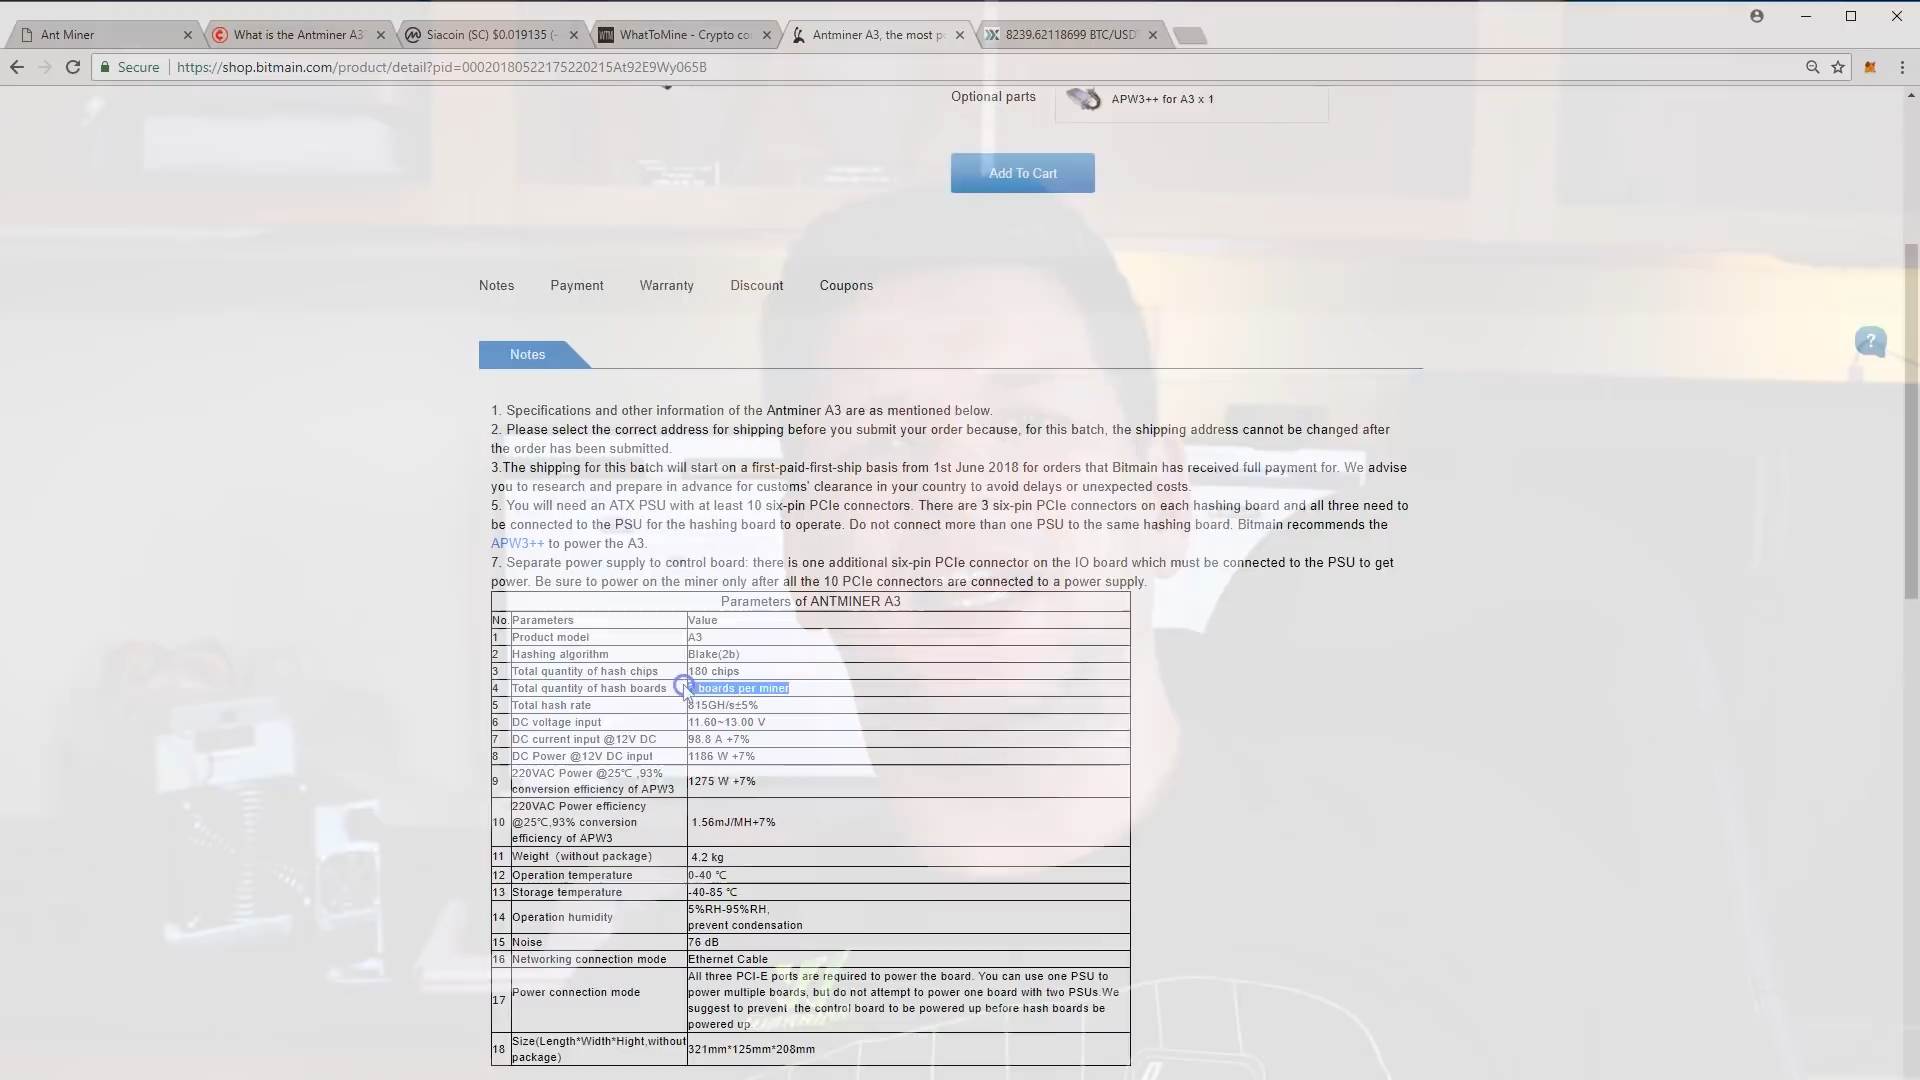 Ant Miner
What is the Antminer A3
Siacoin (SC) $0.019135 (-
WhatToMine - Crypto co
Antminer A3, the most p
8239.62118699 BTC/USD
Secure
https://shop.bitmain.com/product/detail?pid=00020180522175220215At92E9Wy065B
Optional parts
APW3++ for A3 x 1
Add To Cart
Notes Payment Warranty Discount Coupons
?
Notes
1. Specifications and other information of the Antminer A3 are as mentioned below.
2. Please select the correct address for shipping before you submit your order because, for this batch, the shipping address cannot be changed after
the order has been submitted.
3.The shipping for this batch will start on a first-paid-first-ship basis from 1st June 2018 for orders that Bitmain has received full payment for. We advise
you to research and prepare in advance for customs' clearance in your country to avoid delays or unexpected costs.
5. You will need an ATX PSU with at least 10 six-pin PCIe connectors. There are 3 six-pin PCIe connectors on each hashing board and all three need to
be connected to the PSU for the hashing board to operate. Do not connect more than one PSU to the same hashing board. Bitmain recommends the
APW3++ to power the A3.
7. Separate power supply to control board: there is one additional six-pin PCIe connector on the IO board which must be connected to the PSU to get
power. Be sure to power on the miner only after all the 10 PCIe connectors are connected to a power supply.
Parameters of ANTMINER A3
No. Parameters Value
1 Product model A3
2 Hashing algorithm Blake(2b)
3 Total quantity of hash chips 180 chips
4 Total quantity of hash boards boards per miner
5 Total hash rate 815GH/s±5%
6 DC voltage input 11.60~13.00 V
7 DC current input @12V DC 98.8 A +7%
8 DC Power @12V DC input 1186 W +7%
220VAC Power @25℃ ,93%
9 conversion efficiency of APW3 1275 W +7%
220VAC Power efficiency
10 @25℃,93% conversion 1.56mJ/MH+7%
efficiency of APW3
11 Weight（without package） 4.2 kg
12 Operation temperature 0-40 ℃
13 Storage temperature -40-85 ℃
14 Operation humidity 5%RH-95%RH,
prevent condensation
15 Noise 76 dB
16 Networking connection mode Ethernet Cable
17 Power connection mode All three PCI-E ports are required to power the board. You can use one PSU to
power multiple boards, but do not attempt to power one board with two PSUs.We
suggest to prevent the control board to be powered up before hash boards be
powered up.
18 Size(Length*Width*Hight,without
package) 321mm*125mm*208mm